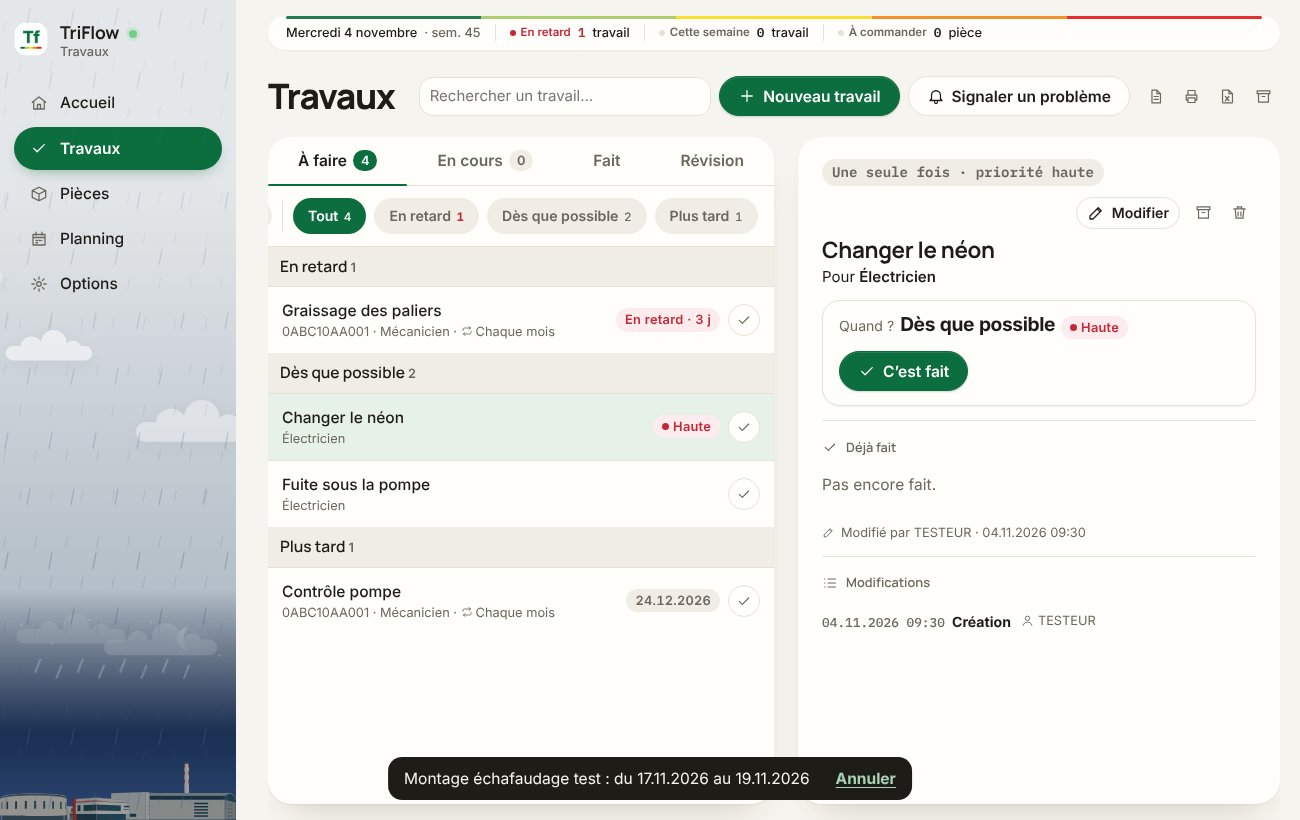 Tf TriFlow
Travaux
Accueil
Travaux
Pièces
Planning
Options
Mercredi 4 novembre · sem. 45 En retard 1 travail Cette semaine 0 travail À commander 0 pièce
Travaux
Rechercher un travail...
Nouveau travail
Signaler un problème
À faire 4 En cours 0 Fait Révision
Tout 4 En retard 1 Dès que possible 2 Plus tard 1
En retard 1
Graissage des paliers
0ABC10AA001 · Mécanicien · Chaque mois
En retard · 3 j
Dès que possible 2
Changer le néon
Électricien
Haute
Fuite sous la pompe
Électricien
Plus tard 1
Contrôle pompe
0ABC10AA001 · Mécanicien · Chaque mois
24.12.2026
Une seule fois · priorité haute
Modifier
Changer le néon
Pour Électricien
Quand ? Dès que possible Haute
C'est fait
Déjà fait
Pas encore fait.
Modifié par TESTEUR · 04.11.2026 09:30
Modifications
04.11.2026 09:30 Création TESTEUR
Montage échafaudage test : du 17.11.2026 au 19.11.2026 Annuler